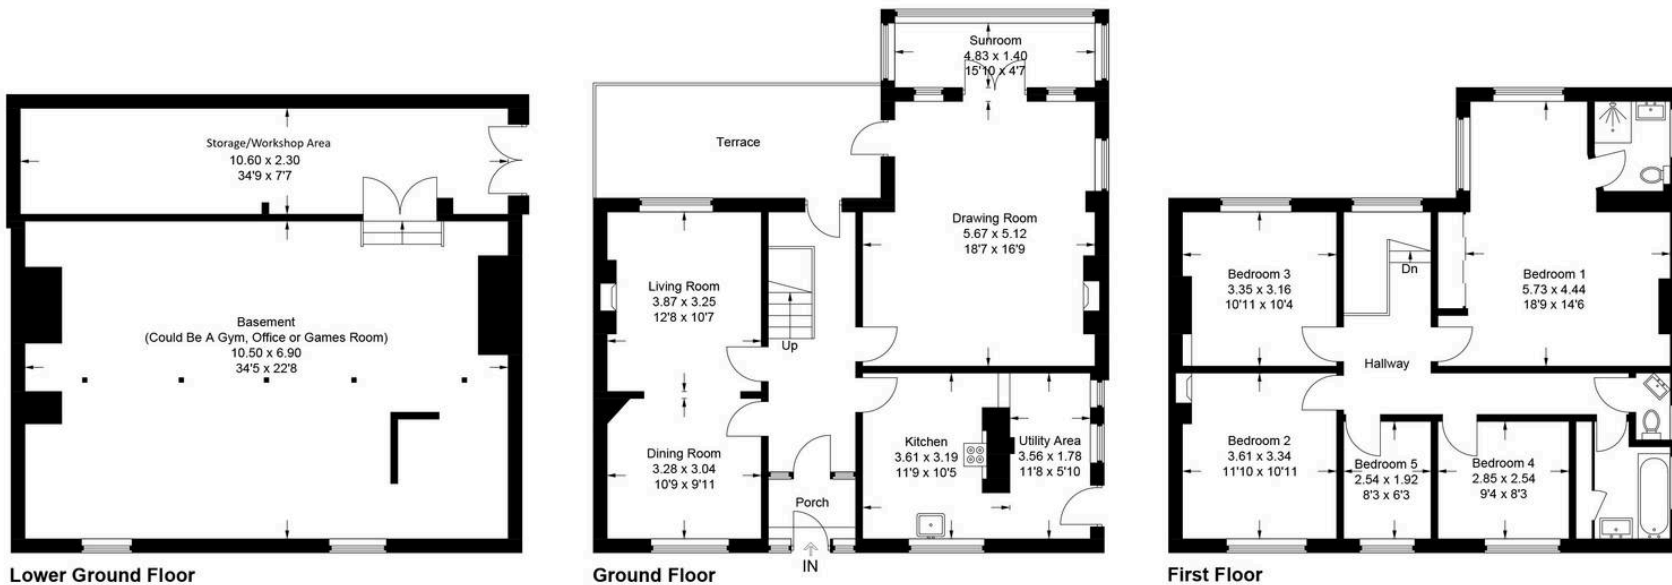 Storage/Workshop Area
10.60 x 2.30
34'9 x 7'7
Basement
(Could Be A Gym, Office or Games Room)
10.50 x 6.90
34'5 x 22'8
Lower Ground Floor
Sunroom
4.83 x 1.40
15'10 x 4'7
Terrace
Drawing Room
5.67 x 5.12
18'7 x 16'9
Living Room
3.87 x 3.25
12'8 x 10'7
Up
Dining Room
3.28 x 3.04
10'9 x 9'11
Kitchen
3.61 x 3.19
11'9 x 10'5
Utility Area
3.56 x 1.78
11'8 x 5'10
Porch
IN
Ground Floor
Bedroom 3
3.35 x 3.16
10'11 x 10'4
Dn
Bedroom 1
5.73 x 4.44
18'9 x 14'6
Hallway
Bedroom 2
3.61 x 3.34
11'10 x 10'11
Bedroom 5
2.54 x 1.92
8'3 x 6'3
Bedroom 4
2.85 x 2.54
9'4 x 8'3
First Floor